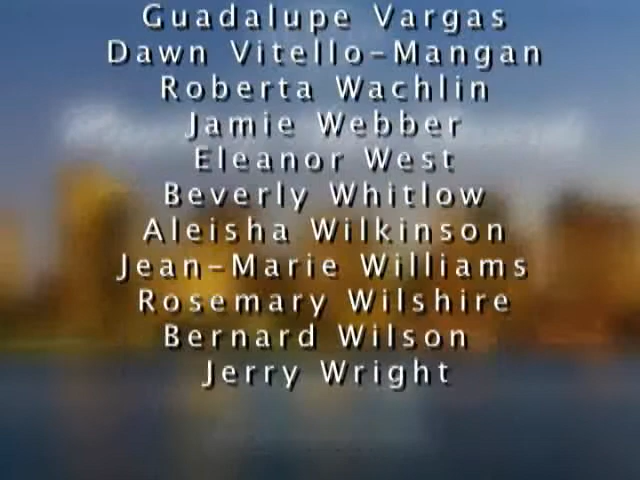 Guadalupe Vargas
Dawn Vitello-Mangan
Roberta Wachlin
Jamie Webber
Eleanor West
Beverly Whitlow
Aleisha Wilkinson
Jean-Marie Williams
Rosemary Wilshire
Bernard Wilson
Jerry Wright